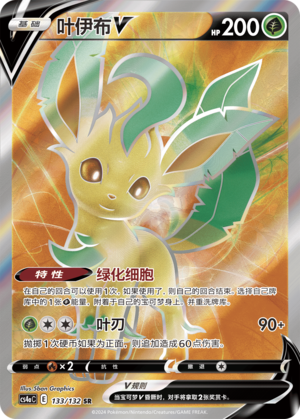 基础 叶伊布V HP 200
特性 绿化细胞
在自己的回合可以使用1次，如果使用了，则自己的回合结束。选择自己牌
库中的1张能量，附着于自己的宝可梦身上。并重洗牌库。
叶刃 90+
抛掷1次硬币如果为正面，则追加造成60点伤害。
弱点 ×2 抵抗力 撤退
Illus. 5ban Graphics
V规则
CS4aC E 133/132 SR
当宝可梦V昏厥时，对手将拿取2张奖赏卡。